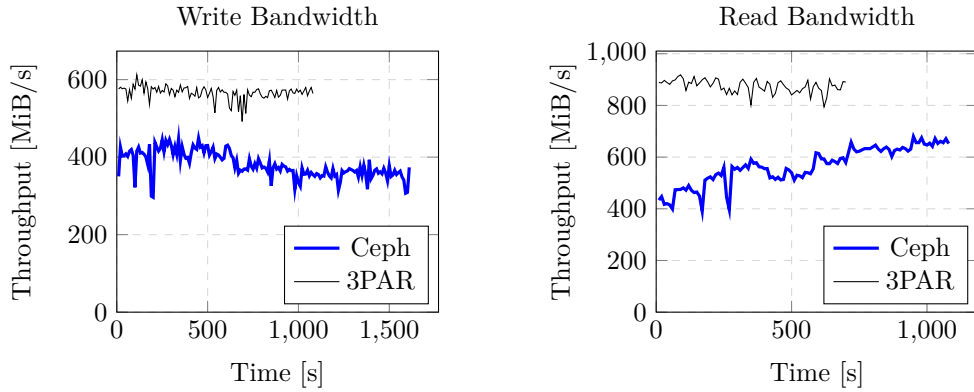 Write Bandwidth
Throughput [MiB/s]
600
400
200
0
0
500
1,000
1,500
Time [s]
Ceph
3PAR
Read Bandwidth
Throughput [MiB/s]
1,000
800
600
400
200
0
0
500
1,000
Time [s]
Ceph
3PAR